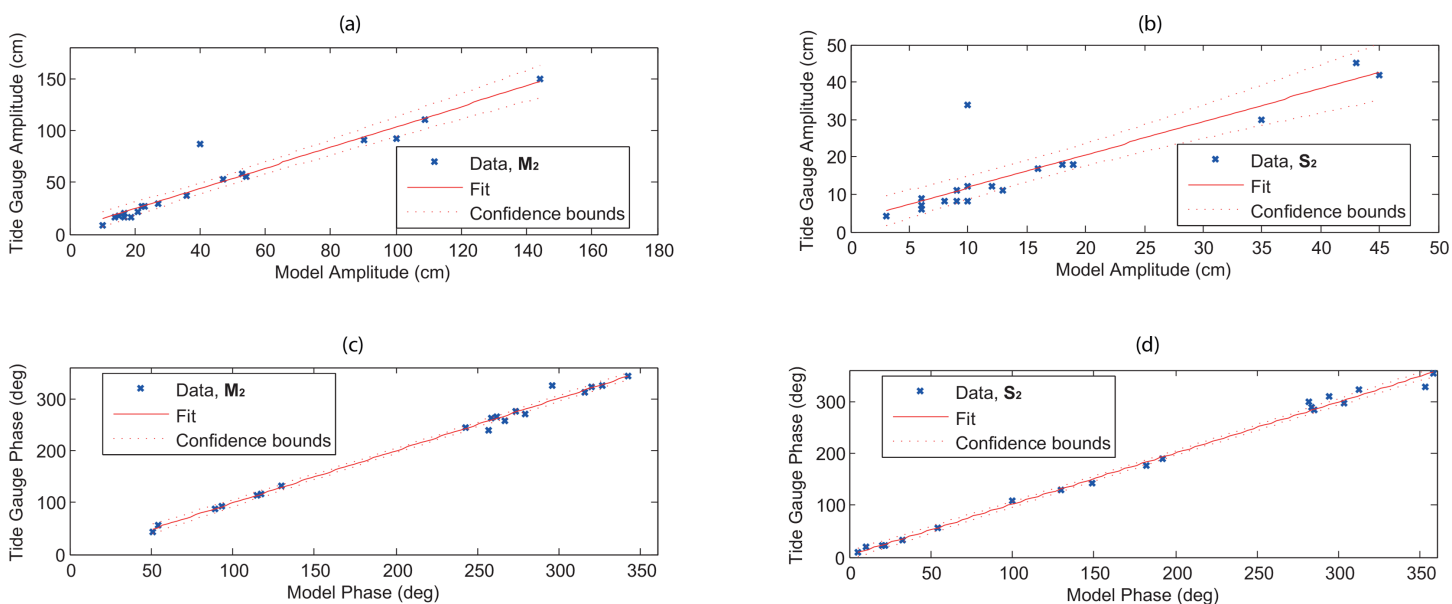 (a)
Tide Gauge Amplitude (cm)
150
100
50
0
Data, M₂
Fit
Confidence bounds
0 20 40 60 80 100 120 140 160 180
Model Amplitude (cm)
(b)
Tide Gauge Amplitude (cm)
50
40
30
20
10
0
Data, S₂
Fit
Confidence bounds
0 5 10 15 20 25 30 35 40 45 50
Model Amplitude (cm)
(c)
Tide Gauge Phase (deg)
300
200
100
0
Data, M₂
Fit
Confidence bounds
0 50 100 150 200 250 300 350
Model Phase (deg)
(d)
Tide Gauge Phase (deg)
300
200
100
0
Data, S₂
Fit
Confidence bounds
0 50 100 150 200 250 300 350
Model Phase (deg)